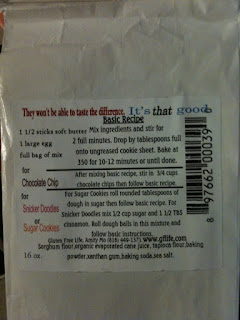 They won't be able to taste the difference. It's that good
Basic Recipe
1 1/2 sticks soft butter
1 large egg
full bag of mix
Mix ingredients and stir for
2 full minutes. Drop by tablespoons full
onto ungreased cookie sheet. Bake at
350 for 10-12 minutes or until done.
for
Chocolate Chip
After mixing basic recipe, stir in 3/4 cups
chocolate chips then follow basic recipe.
for
Snicker Doodles
or
Sugar Cookies
For Sugar Cookies roll rounded tablespoons of
dough in sugar then follow basic recipe. For
Snicker Doodles mix 1/2 cup sugar and 1 1/2 TBS
cinnamon. Roll dough balls in this mixture and
follow basic instructions.
Gluten Free Life, Amity Mo (816) 449-1371 www.gflife.com
Sorghum flour,organic evaporated cane juice, tapioca flour,baking
powder,xanthan gum,baking soda,sea salt.
16 oz.
897662 00039